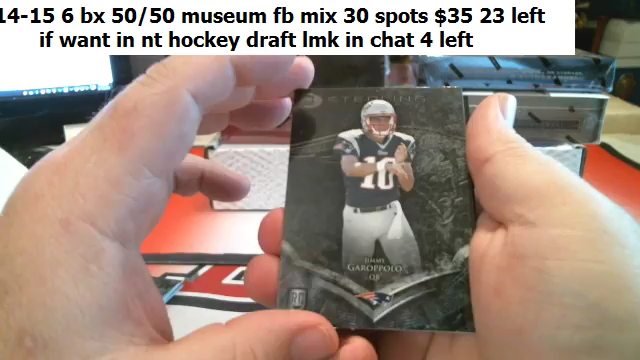 14-15 6 bx 50/50 museum fb mix 30 spots $35 23 left
if want in nt hockey draft lmk in chat 4 left
STERLING
10
JIMMY
GAROPPOLO
QB
RC